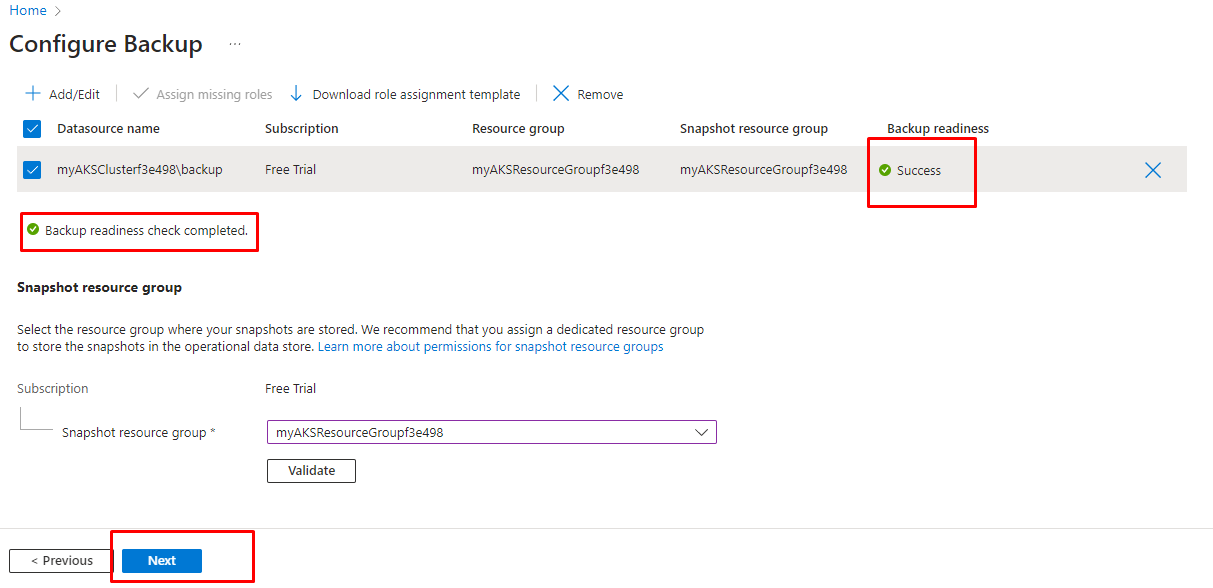 Home >
Configure Backup ...
Add/Edit Assign missing roles Download role assignment template Remove
Datasource name Subscription Resource group Snapshot resource group Backup readiness
myAKSClusterf3e498\backup Free Trial myAKSResourceGroupf3e498 myAKSResourceGroupf3e498 Success
Backup readiness check completed.
Snapshot resource group
Select the resource group where your snapshots are stored. We recommend that you assign a dedicated resource group
to store the snapshots in the operational data store. Learn more about permissions for snapshot resource groups
Subscription Free Trial
Snapshot resource group * myAKSResourceGroupf3e498
Validate
< Previous Next